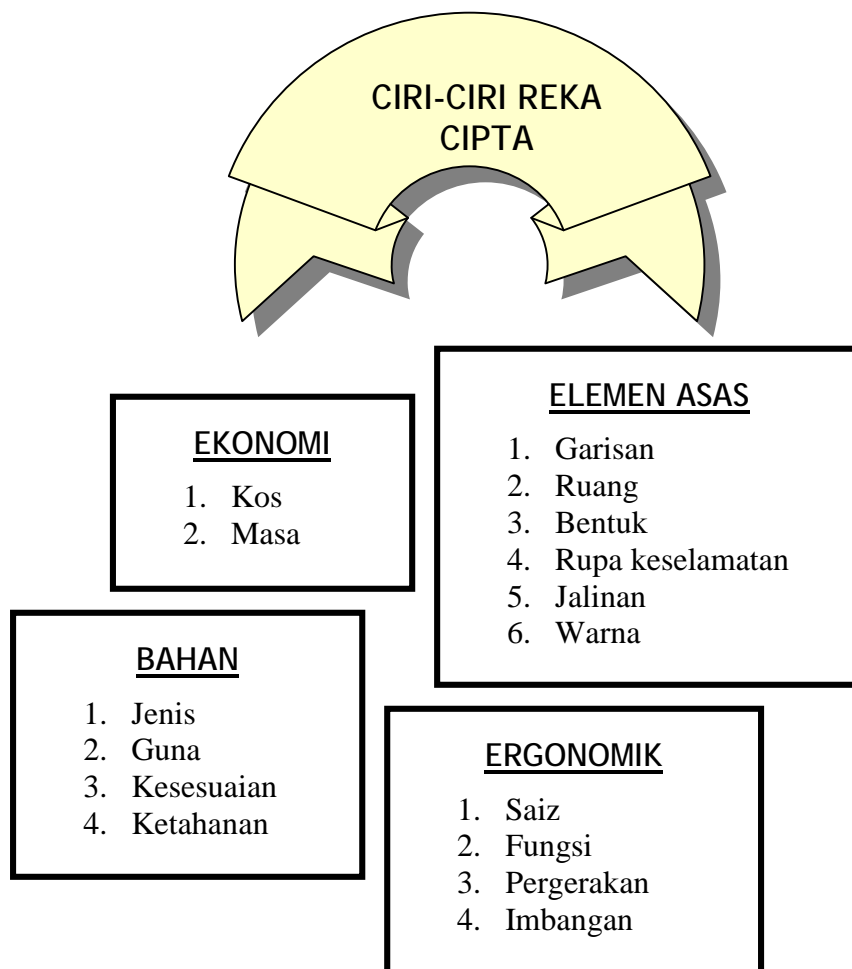 CIRI-CIRI REKA
CIPTA
EKONOMI
1. Kos
2. Masa
ELEMEN ASAS
1. Garisan
2. Ruang
3. Bentuk
4. Rupa keselamatan
5. Jalinan
6. Warna
BAHAN
1. Jenis
2. Guna
3. Kesesuaian
4. Ketahanan
ERGONOMIK
1. Saiz
2. Fungsi
3. Pergerakan
4. Imbangan